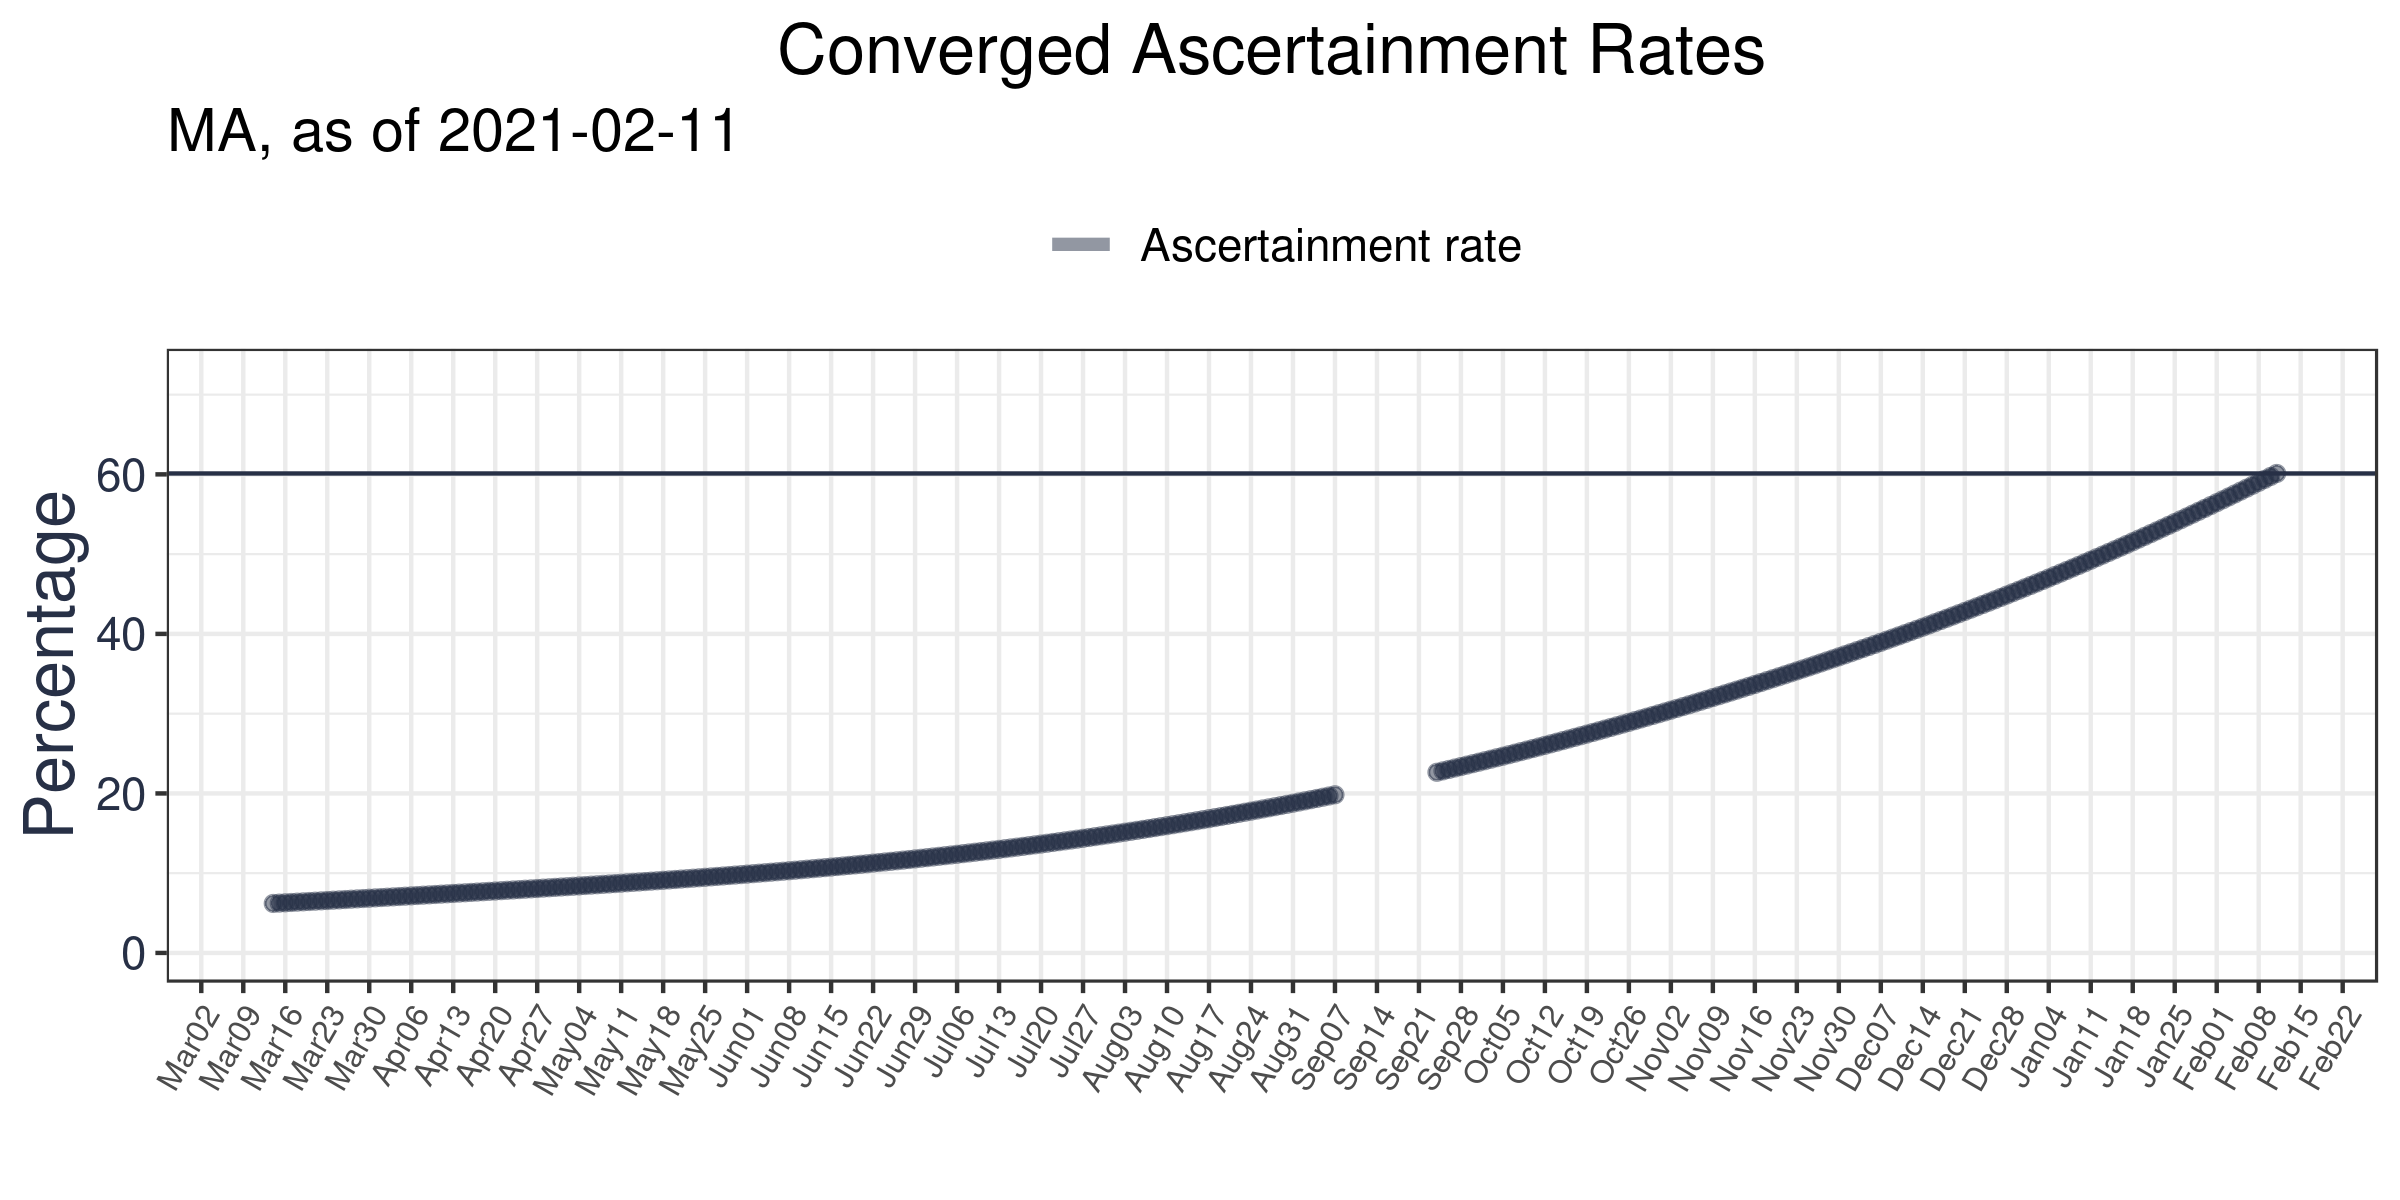 Converged Ascertainment Rates
MA, as of 2021-02-11
Ascertainment rate
Percentage
60
40
20
0
Mar02
Mar09
Mar16
Mar23
Mar30
Apr06
Apr13
Apr20
Apr27
May04
May11
May18
May25
Jun01
Jun08
Jun15
Jun22
Jun29
Jul06
Jul13
Jul20
Jul27
Aug03
Aug10
Aug17
Aug24
Aug31
Sep07
Sep14
Sep21
Sep28
Oct05
Oct12
Oct19
Oct26
Nov02
Nov09
Nov16
Nov23
Nov30
Dec07
Dec14
Dec21
Dec28
Jan04
Jan11
Jan18
Jan25
Feb01
Feb08
Feb15
Feb22